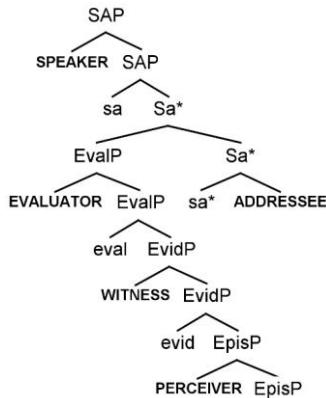 SAP
SPEAKER SAP
sa Sa*
EvalP Sa*
EVALUATOR EvalP sa* ADDRESSEE
eval EvidP
WITNESS EvidP
evid EpisP
PERCEIVER EpisP